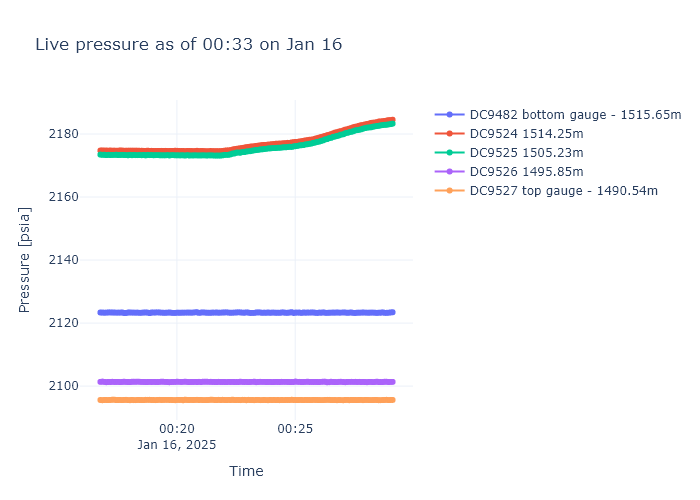 Live pressure as of 00:33 on Jan 16
DC9482 bottom gauge - 1515.65m
DC9524 1514.25m
DC9525 1505.23m
DC9526 1495.85m
DC9527 top gauge - 1490.54m
Pressure [psia]
2180
2160
2140
2120
2100
00:20
Jan 16, 2025
00:25
Time